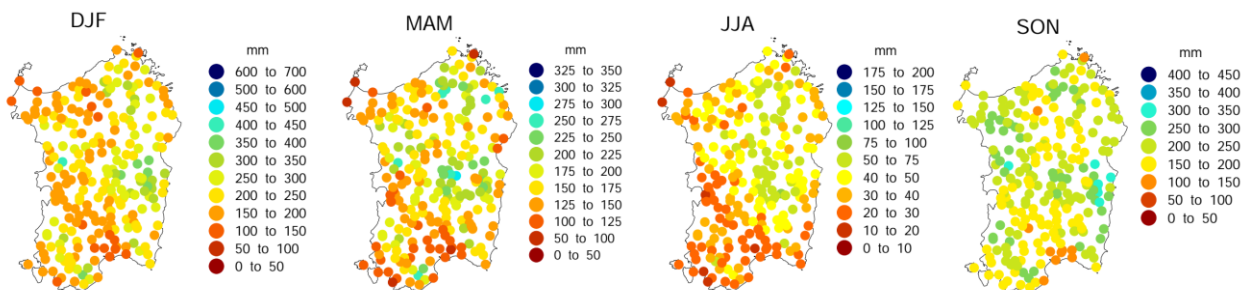 DJF
mm
600 to 700
500 to 600
450 to 500
400 to 450
350 to 400
300 to 350
250 to 300
200 to 250
150 to 200
100 to 150
50 to 100
0 to 50
MAM
mm
325 to 350
300 to 325
275 to 300
250 to 275
225 to 250
200 to 225
175 to 200
150 to 175
125 to 150
100 to 125
50 to 100
0 to 50
JJA
mm
175 to 200
150 to 175
125 to 150
100 to 125
75 to 100
50 to 75
40 to 50
30 to 40
20 to 30
10 to 20
0 to 10
SON
mm
400 to 450
350 to 400
300 to 350
250 to 300
200 to 250
150 to 200
100 to 150
50 to 100
0 to 50